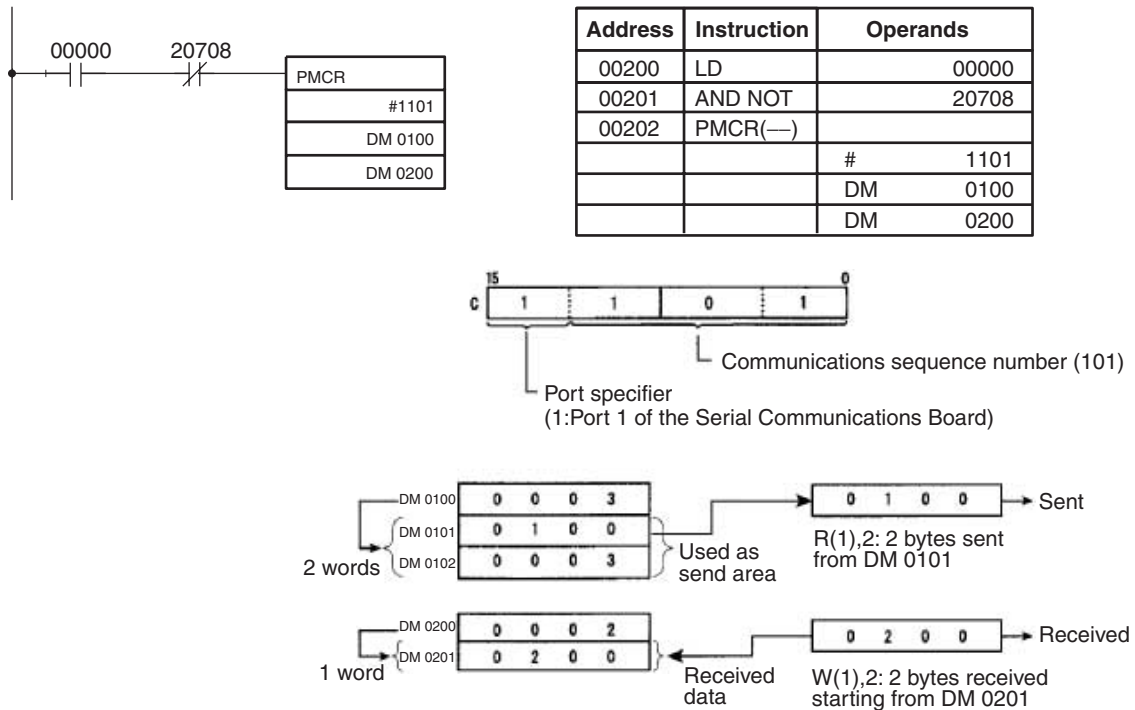 00000 20708
PMCR
#1101
DM 0100
DM 0200
Address Instruction Operands
00200 LD 00000
00201 AND NOT 20708
00202 PMCR(––)
# 1101
DM 0100
DM 0200
15 0
C 1 1 0 1
Communications sequence number (101)
Port specifier
(1:Port 1 of the Serial Communications Board)
DM 0100 0 0 0 3
DM 0101 0 1 0 0
DM 0102 0 0 0 3
2 words
Used as
send area
0 1 0 0 Sent
R(1),2: 2 bytes sent
from DM 0101
DM 0200 0 0 0 2
DM 0201 0 2 0 0
1 word
Received
data
0 2 0 0 Received
W(1),2: 2 bytes received
starting from DM 0201